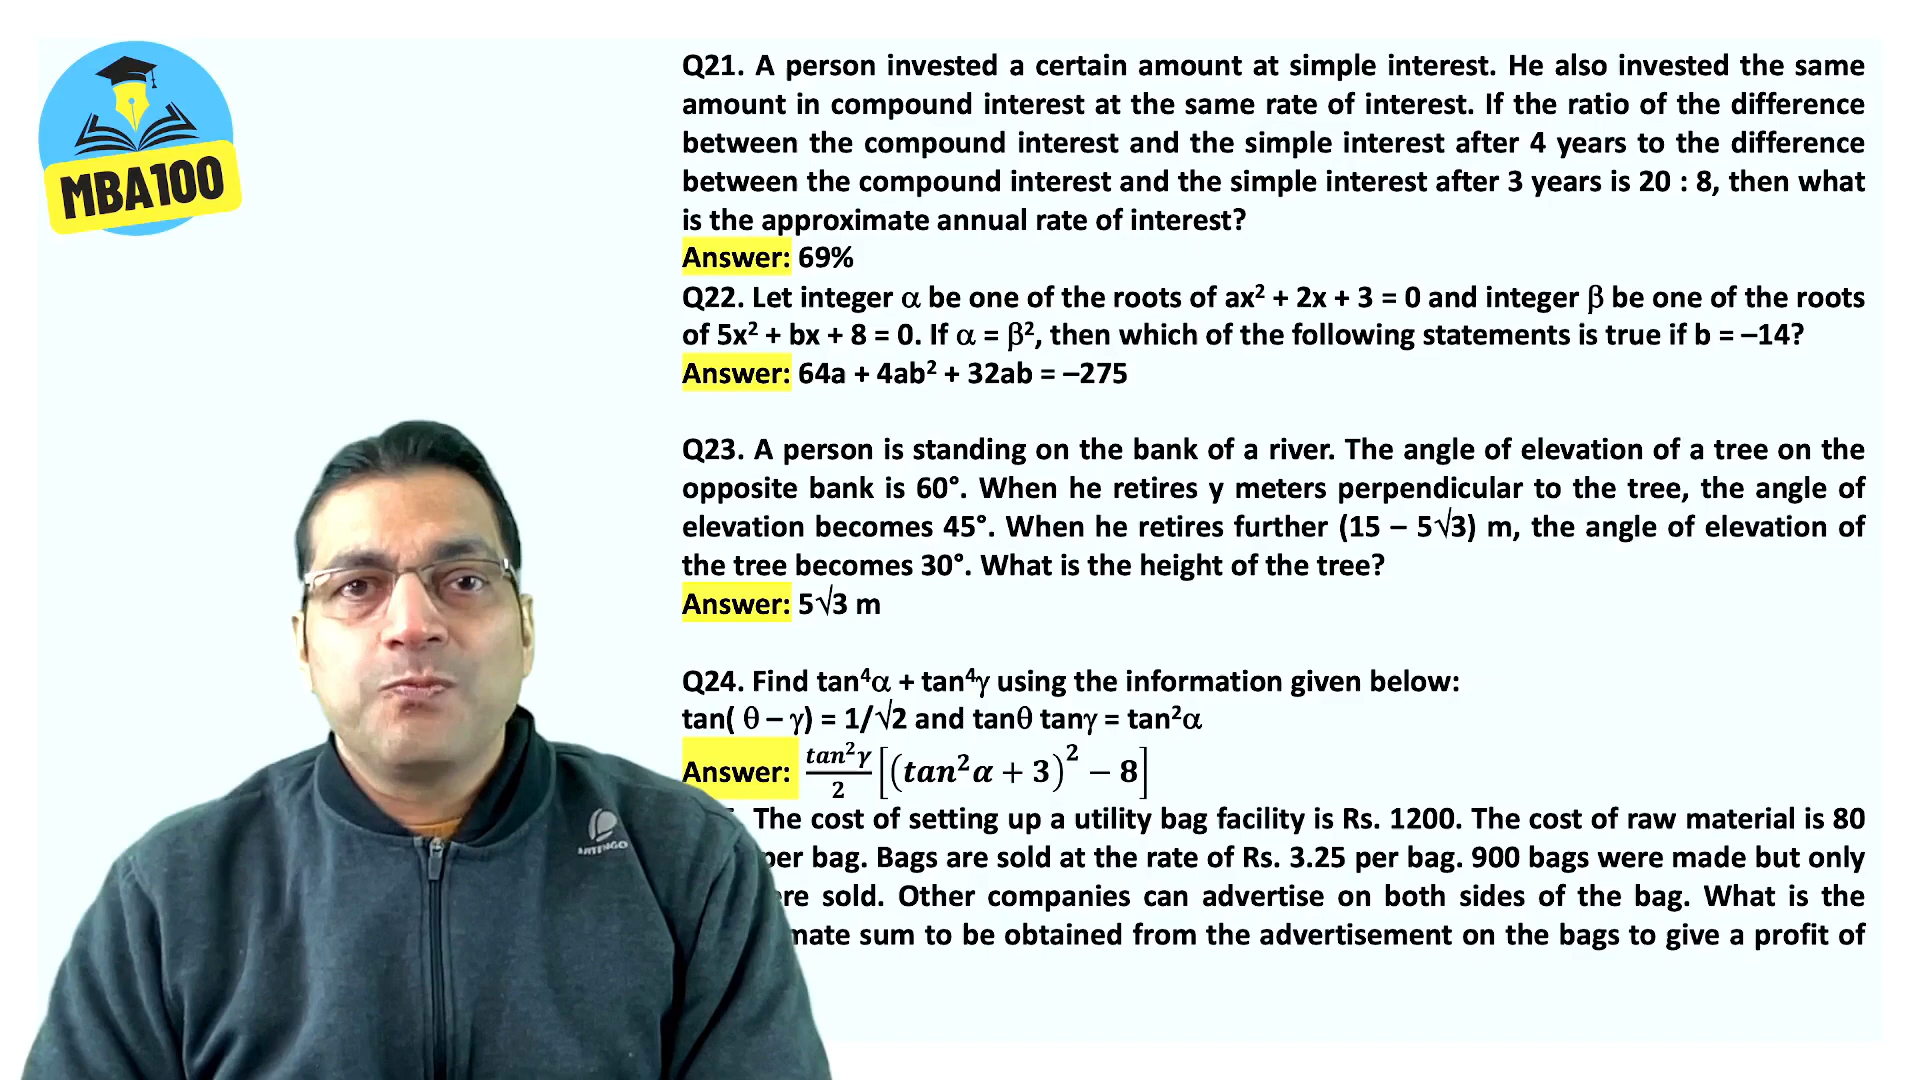 MBA100
Q21. A person invested a certain amount at simple interest. He also invested the same
amount in compound interest at the same rate of interest. If the ratio of the difference
between the compound interest and the simple interest after 4 years to the difference
between the compound interest and the simple interest after 3 years is 20 : 8, then what
is the approximate annual rate of interest?
Answer: 69%
Q22. Let integer α be one of the roots of ax² + 2x + 3 = 0 and integer β be one of the roots
of 5x² + bx + 8 = 0. If α = β², then which of the following statements is true if b = –14?
Answer: 64a + 4ab² + 32ab = –275
Q23. A person is standing on the bank of a river. The angle of elevation of a tree on the
opposite bank is 60°. When he retires y meters perpendicular to the tree, the angle of
elevation becomes 45°. When he retires further (15 – 5√3) m, the angle of elevation of
the tree becomes 30°. What is the height of the tree?
Answer: 5√3 m
Q24. Find tan⁴α + tan⁴γ using the information given below:
tan( θ – γ) = 1/√2 and tanθ tanγ = tan²α
Answer: tan²γ/2 [(tan²α + 3)² – 8]
The cost of setting up a utility bag facility is Rs. 1200. The cost of raw material is 80
per bag. Bags are sold at the rate of Rs. 3.25 per bag. 900 bags were made but only
sold. Other companies can advertise on both sides of the bag. What is the
sum to be obtained from the advertisement on the bags to give a profit of